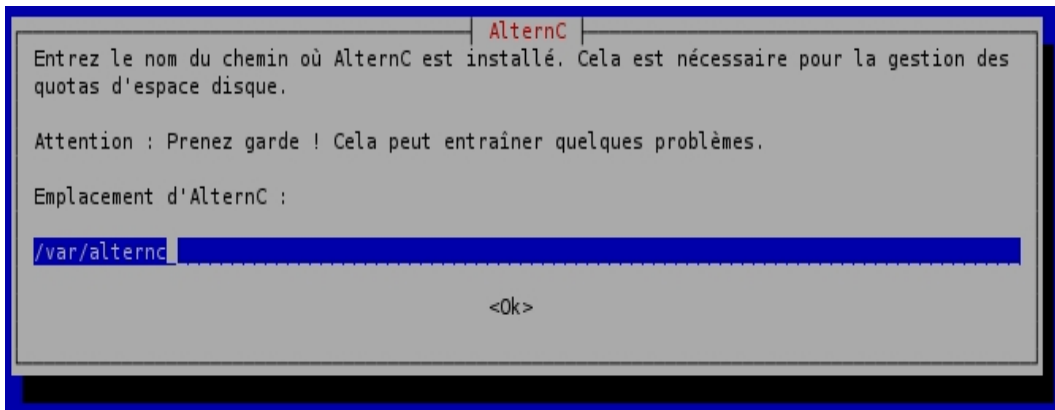 AlternC
Entrez le nom du chemin où AlternC est installé. Cela est nécessaire pour la gestion des
quotas d'espace disque.
Attention : Prenez garde ! Cela peut entraîner quelques problèmes.
Emplacement d'AlternC :
/var/alternc
<Ok>